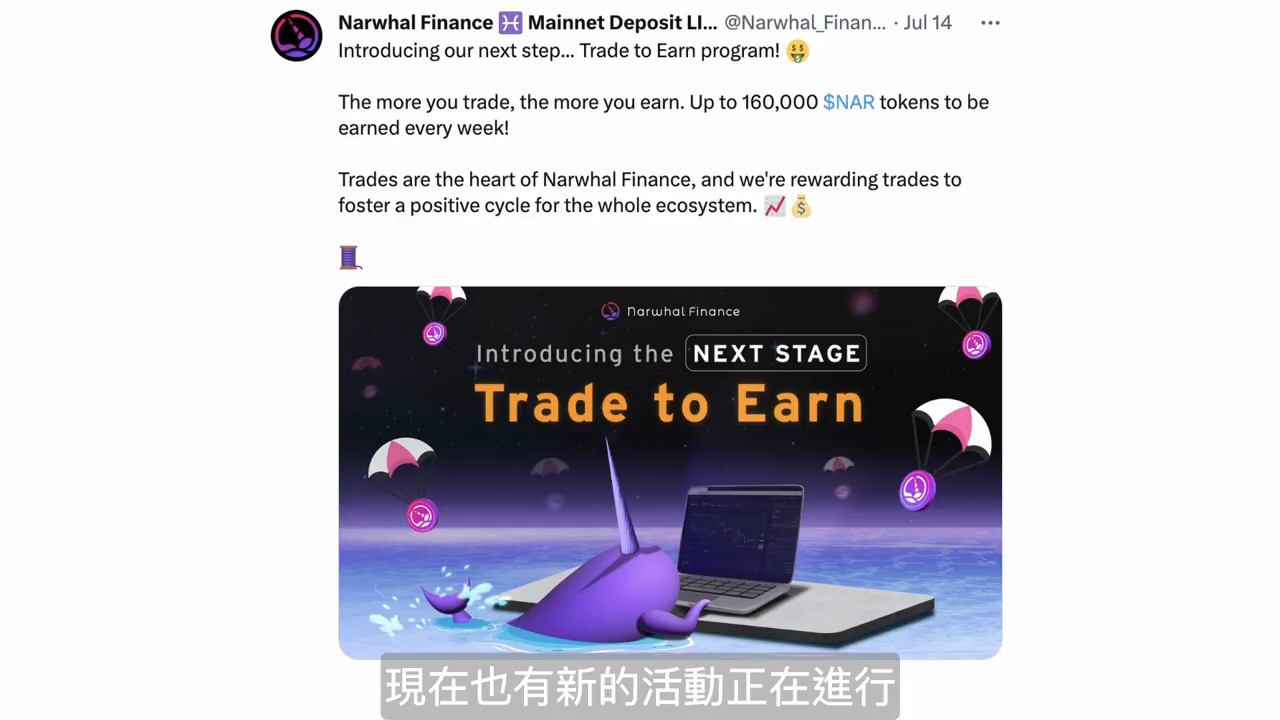 Narwhal Finance ♓ Mainnet Deposit LI... @Narwhal_Finan... · Jul 14
Introducing our next step... Trade to Earn program! 🤑
The more you trade, the more you earn. Up to 160,000 $NAR tokens to be
earned every week!
Trades are the heart of Narwhal Finance, and we're rewarding trades to
foster a positive cycle for the whole ecosystem. 📈💰
🧵
Narwhal Finance
Introducing the NEXT STAGE
Trade to Earn
現在也有新的活動正在進行